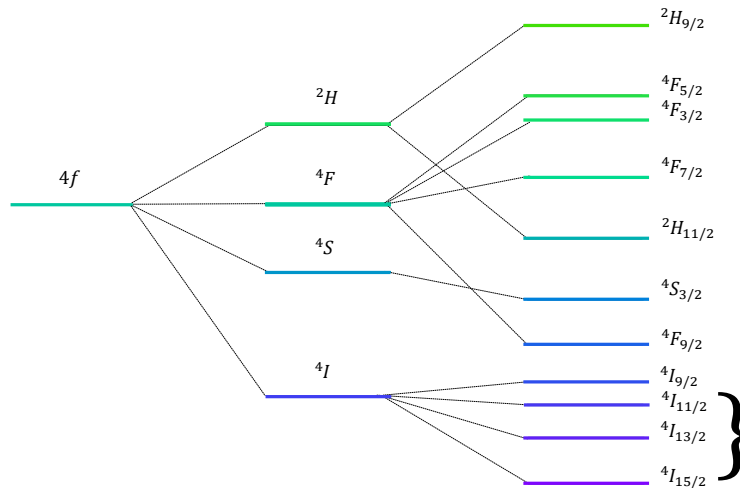 4f
²H
⁴F
⁴S
⁴I
²H₉/₂
⁴F₅/₂
⁴F₃/₂
⁴F₇/₂
²H₁₁/₂
⁴S₃/₂
⁴F₉/₂
⁴I₉/₂
⁴I₁₁/₂
⁴I₁₃/₂
⁴I₁₅/₂
}